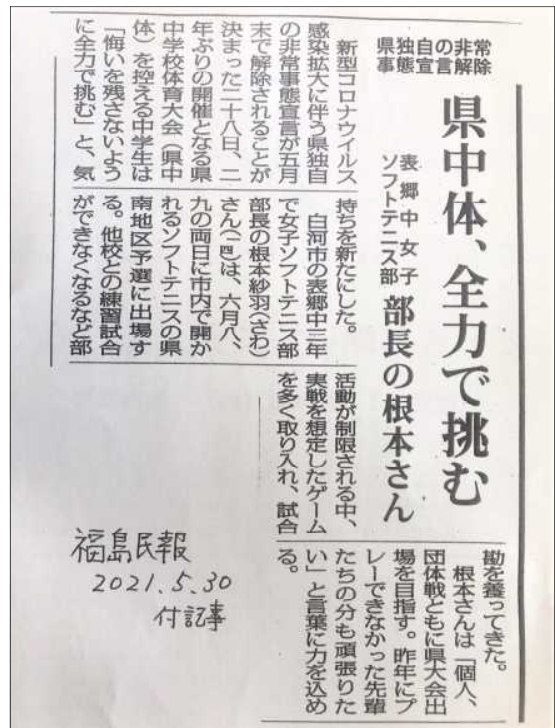 県独自の非常
事態宣言解除
県中体、全力で挑む
表郷中女子
ソフトテニス部
部長の根本さん
新型コロナウイルス
感染拡大に伴う県独自
の非常事態宣言が五月
末で解除されることが
決まった二十八日、二
年ぶりの開催となる県
中学校体育大会（県中
体）を控える中学生は
「悔いを残さないよう
に全力で挑む」と、気
持ちを新たにした。
白河市の表郷中三年
で女子ソフトテニス部
部長の根本紗羽（さわ）
さん（一四）は、六月八、
九の両日に市内で開か
れるソフトテニスの県
南地区予選に出場す
る。他校との練習試合
ができなくなるなど部
活動が制限される中、
実戦を想定したゲーム
を多く取り入れ、試合
勘を養ってきた。
根本さんは「個人、
団体戦ともに県大会出
場を目指す。昨年にプ
レーできなかった先輩
たちの分も頑張りた
い」と言葉に力を込め
る。
福島民報
2021.5.30
付記事